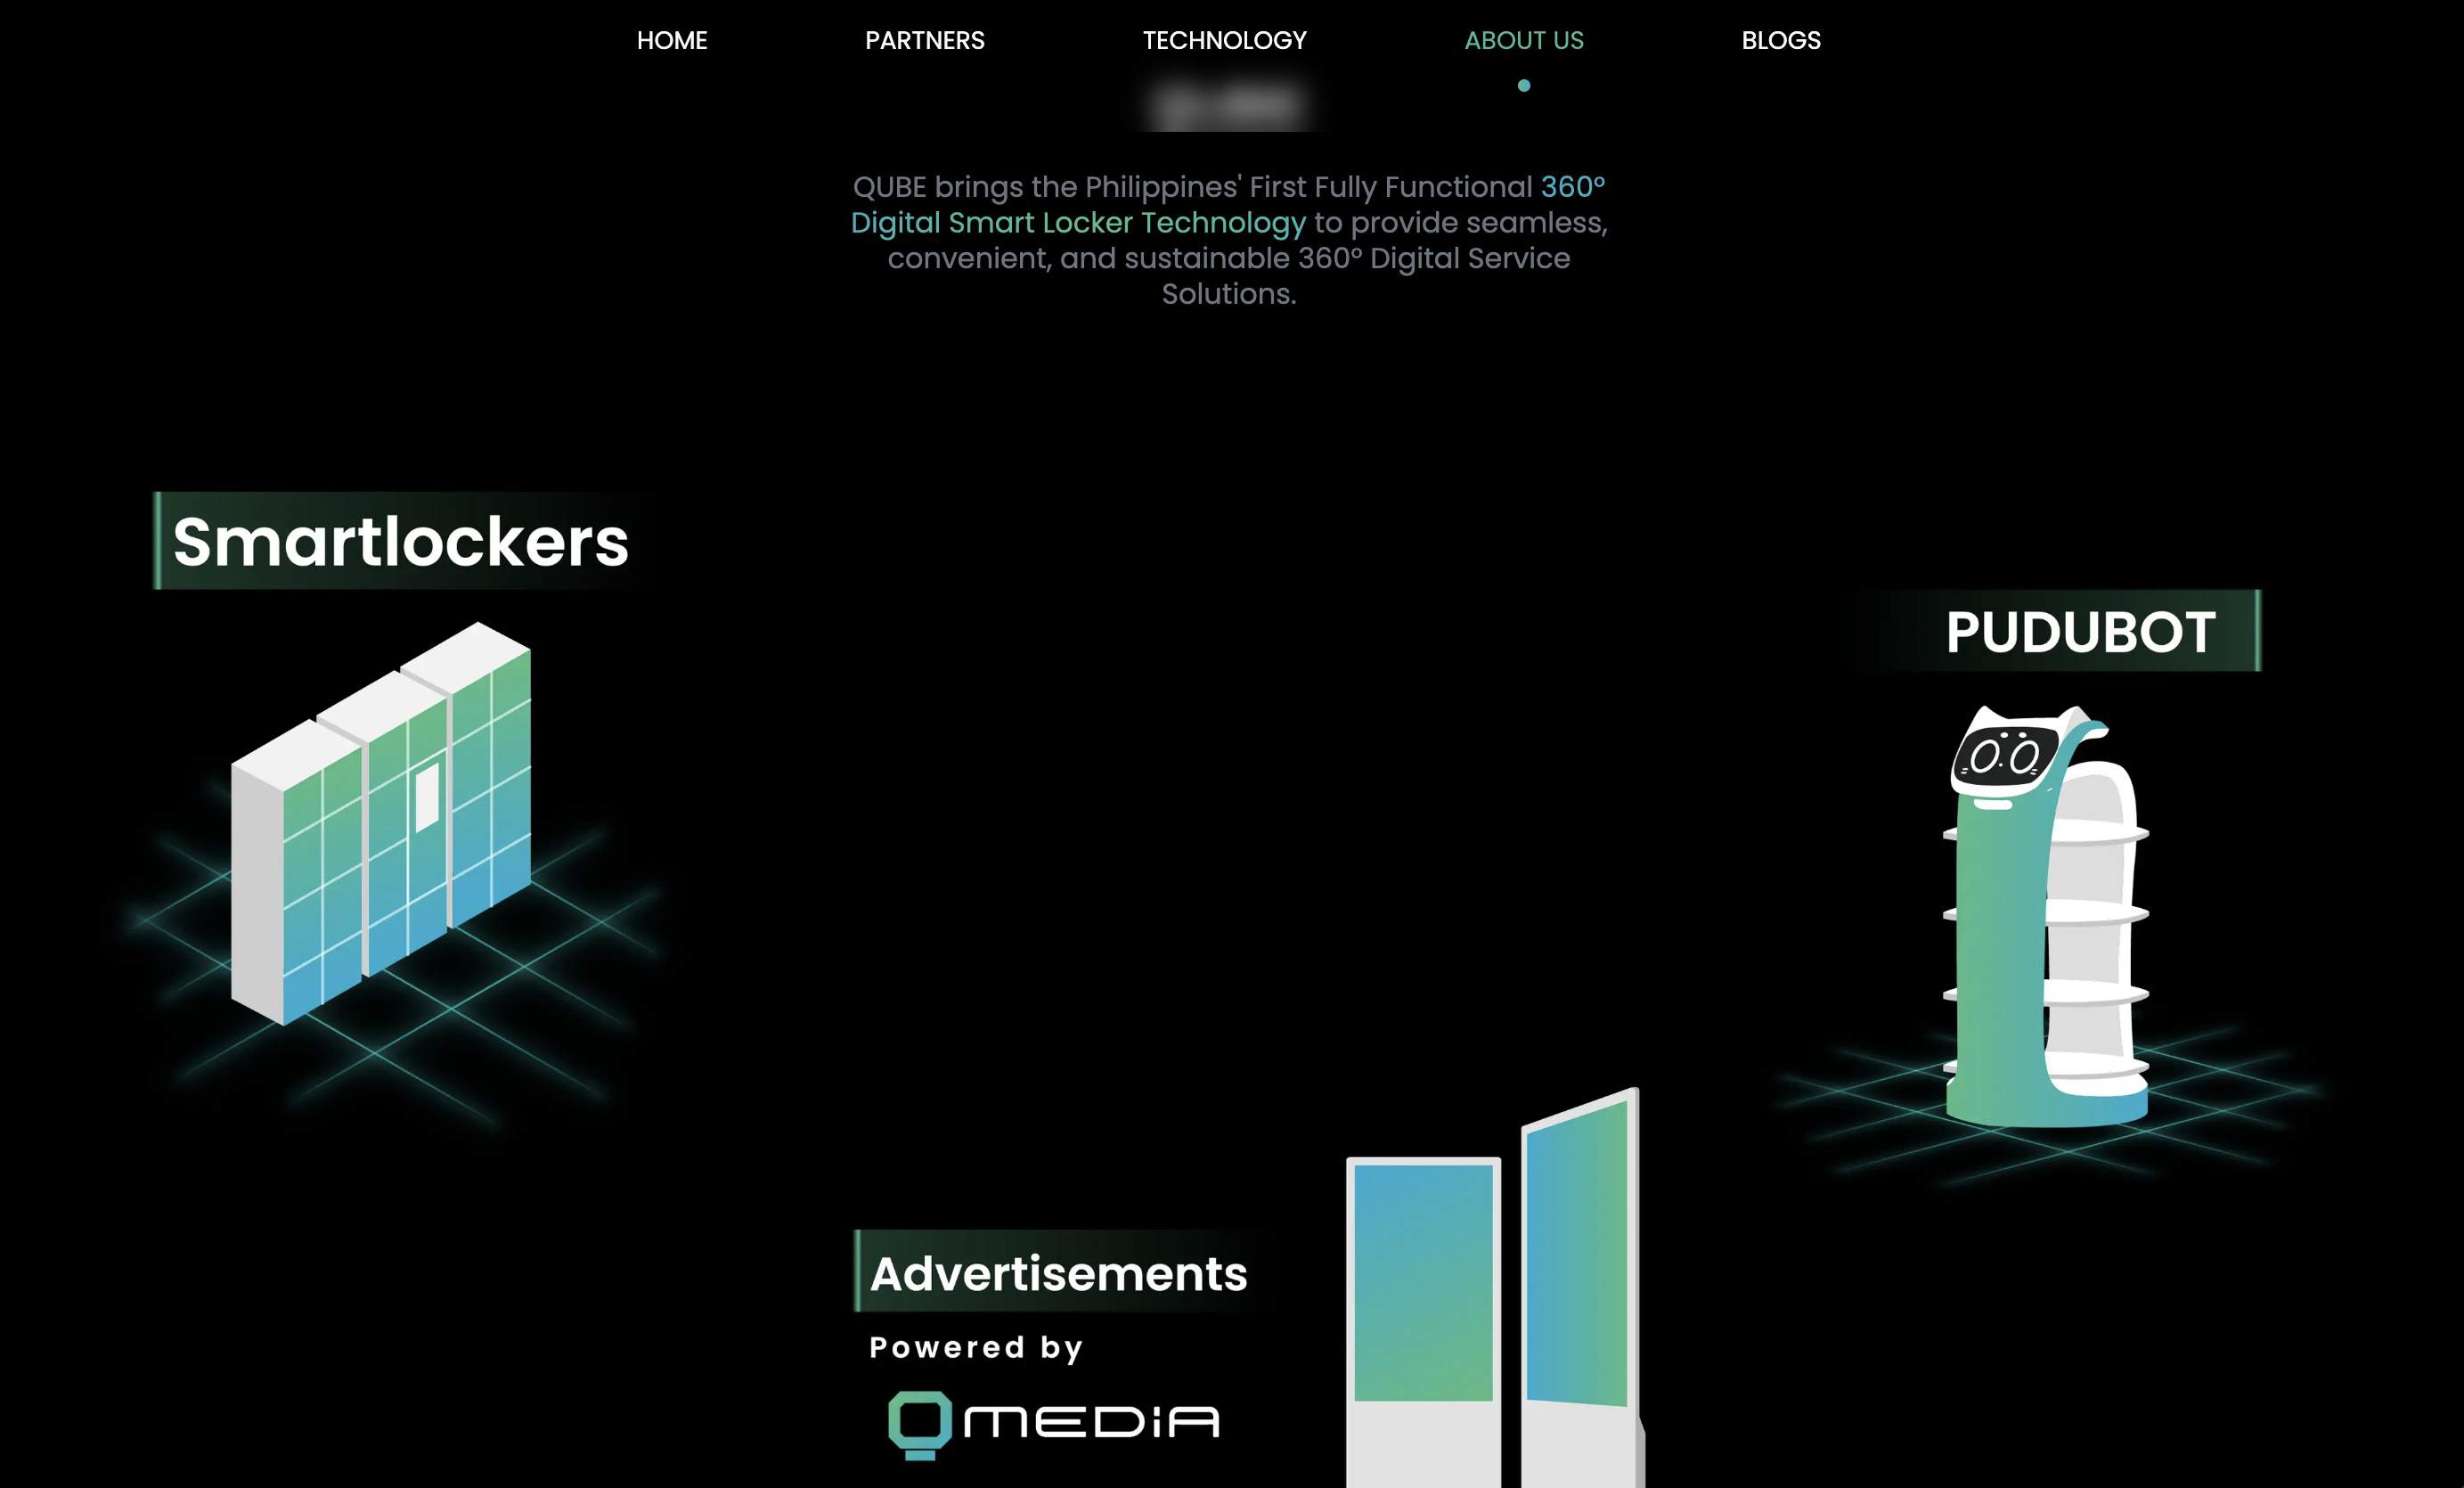 HOME PARTNERS TECHNOLOGY ABOUT US BLOGS
QUBE brings the Philippines' First Fully Functional 360°
Digital Smart Locker Technology to provide seamless,
convenient, and sustainable 360° Digital Service
Solutions.
Smartlockers
PUDUBOT
Advertisements
Powered by
QMEDiA